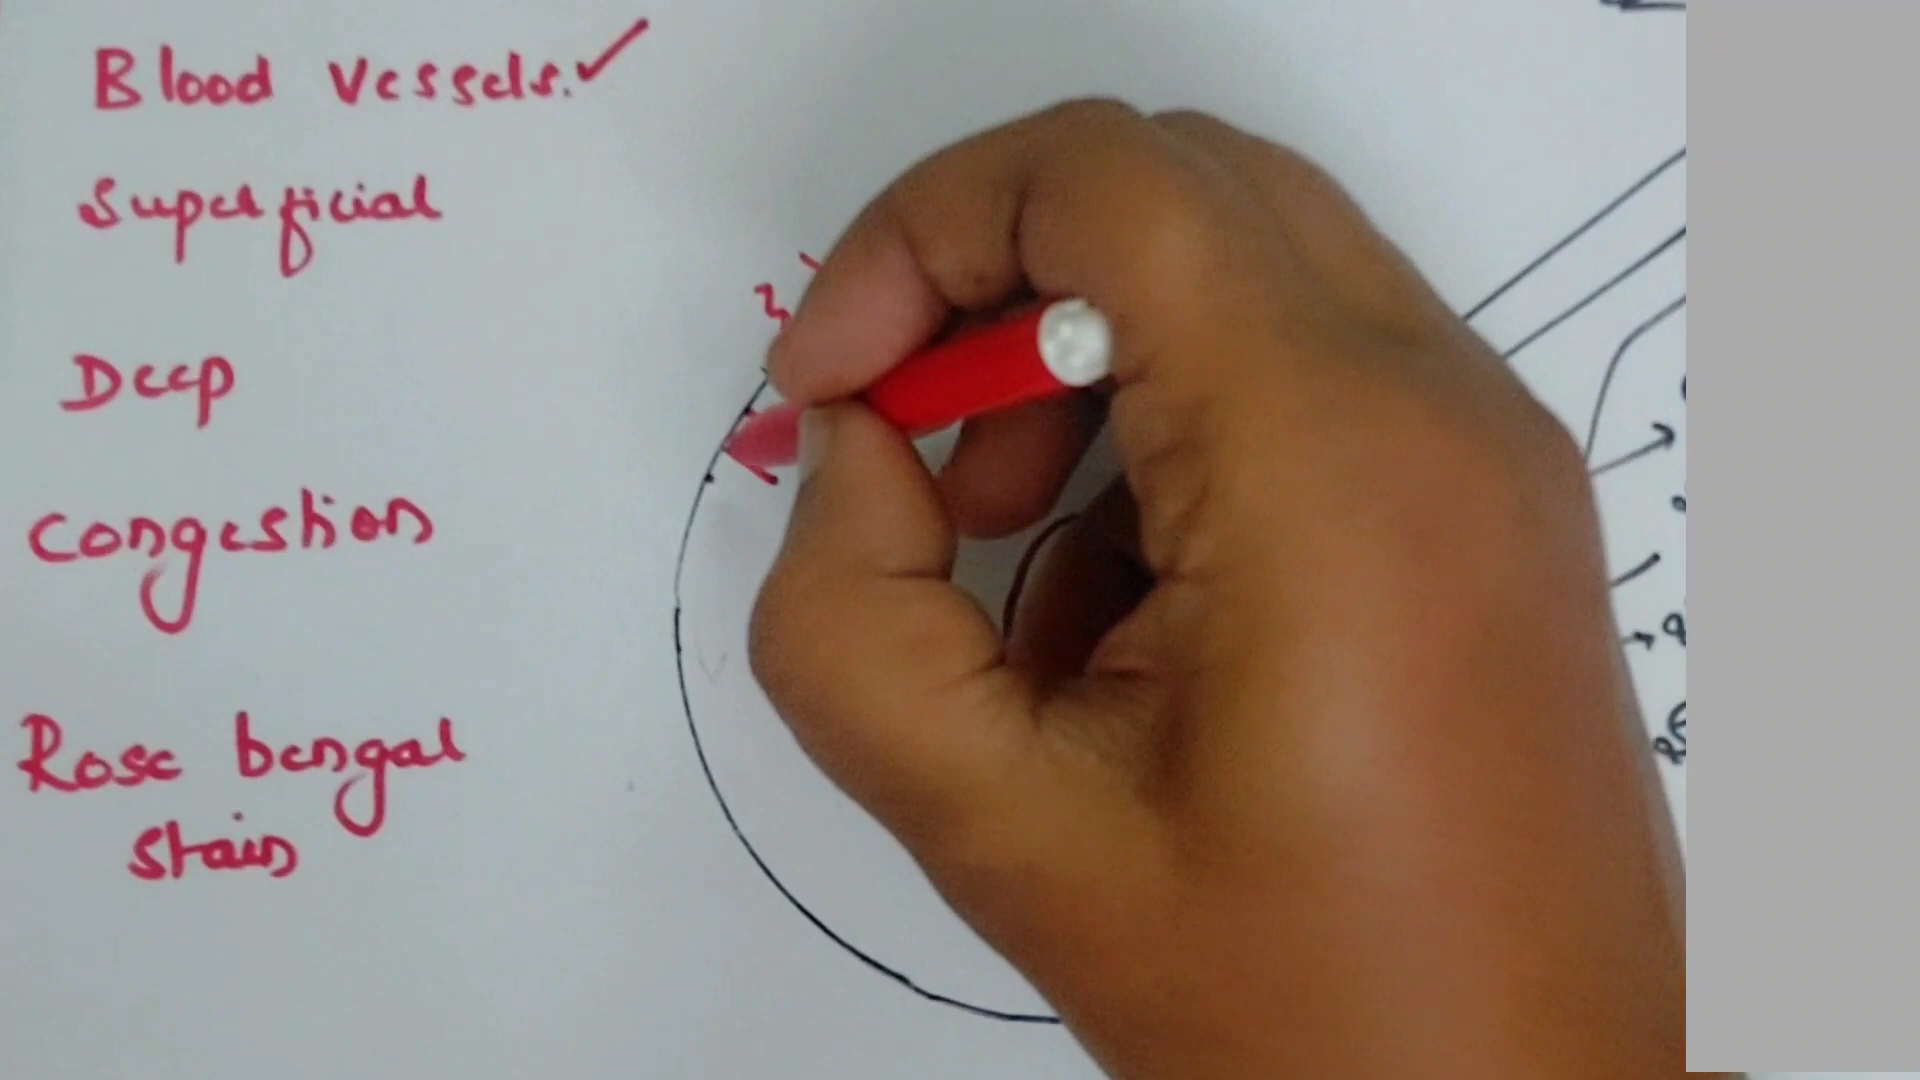 Blood vessels.
Superficial
Deep
Congestion
Rose bengal
stain